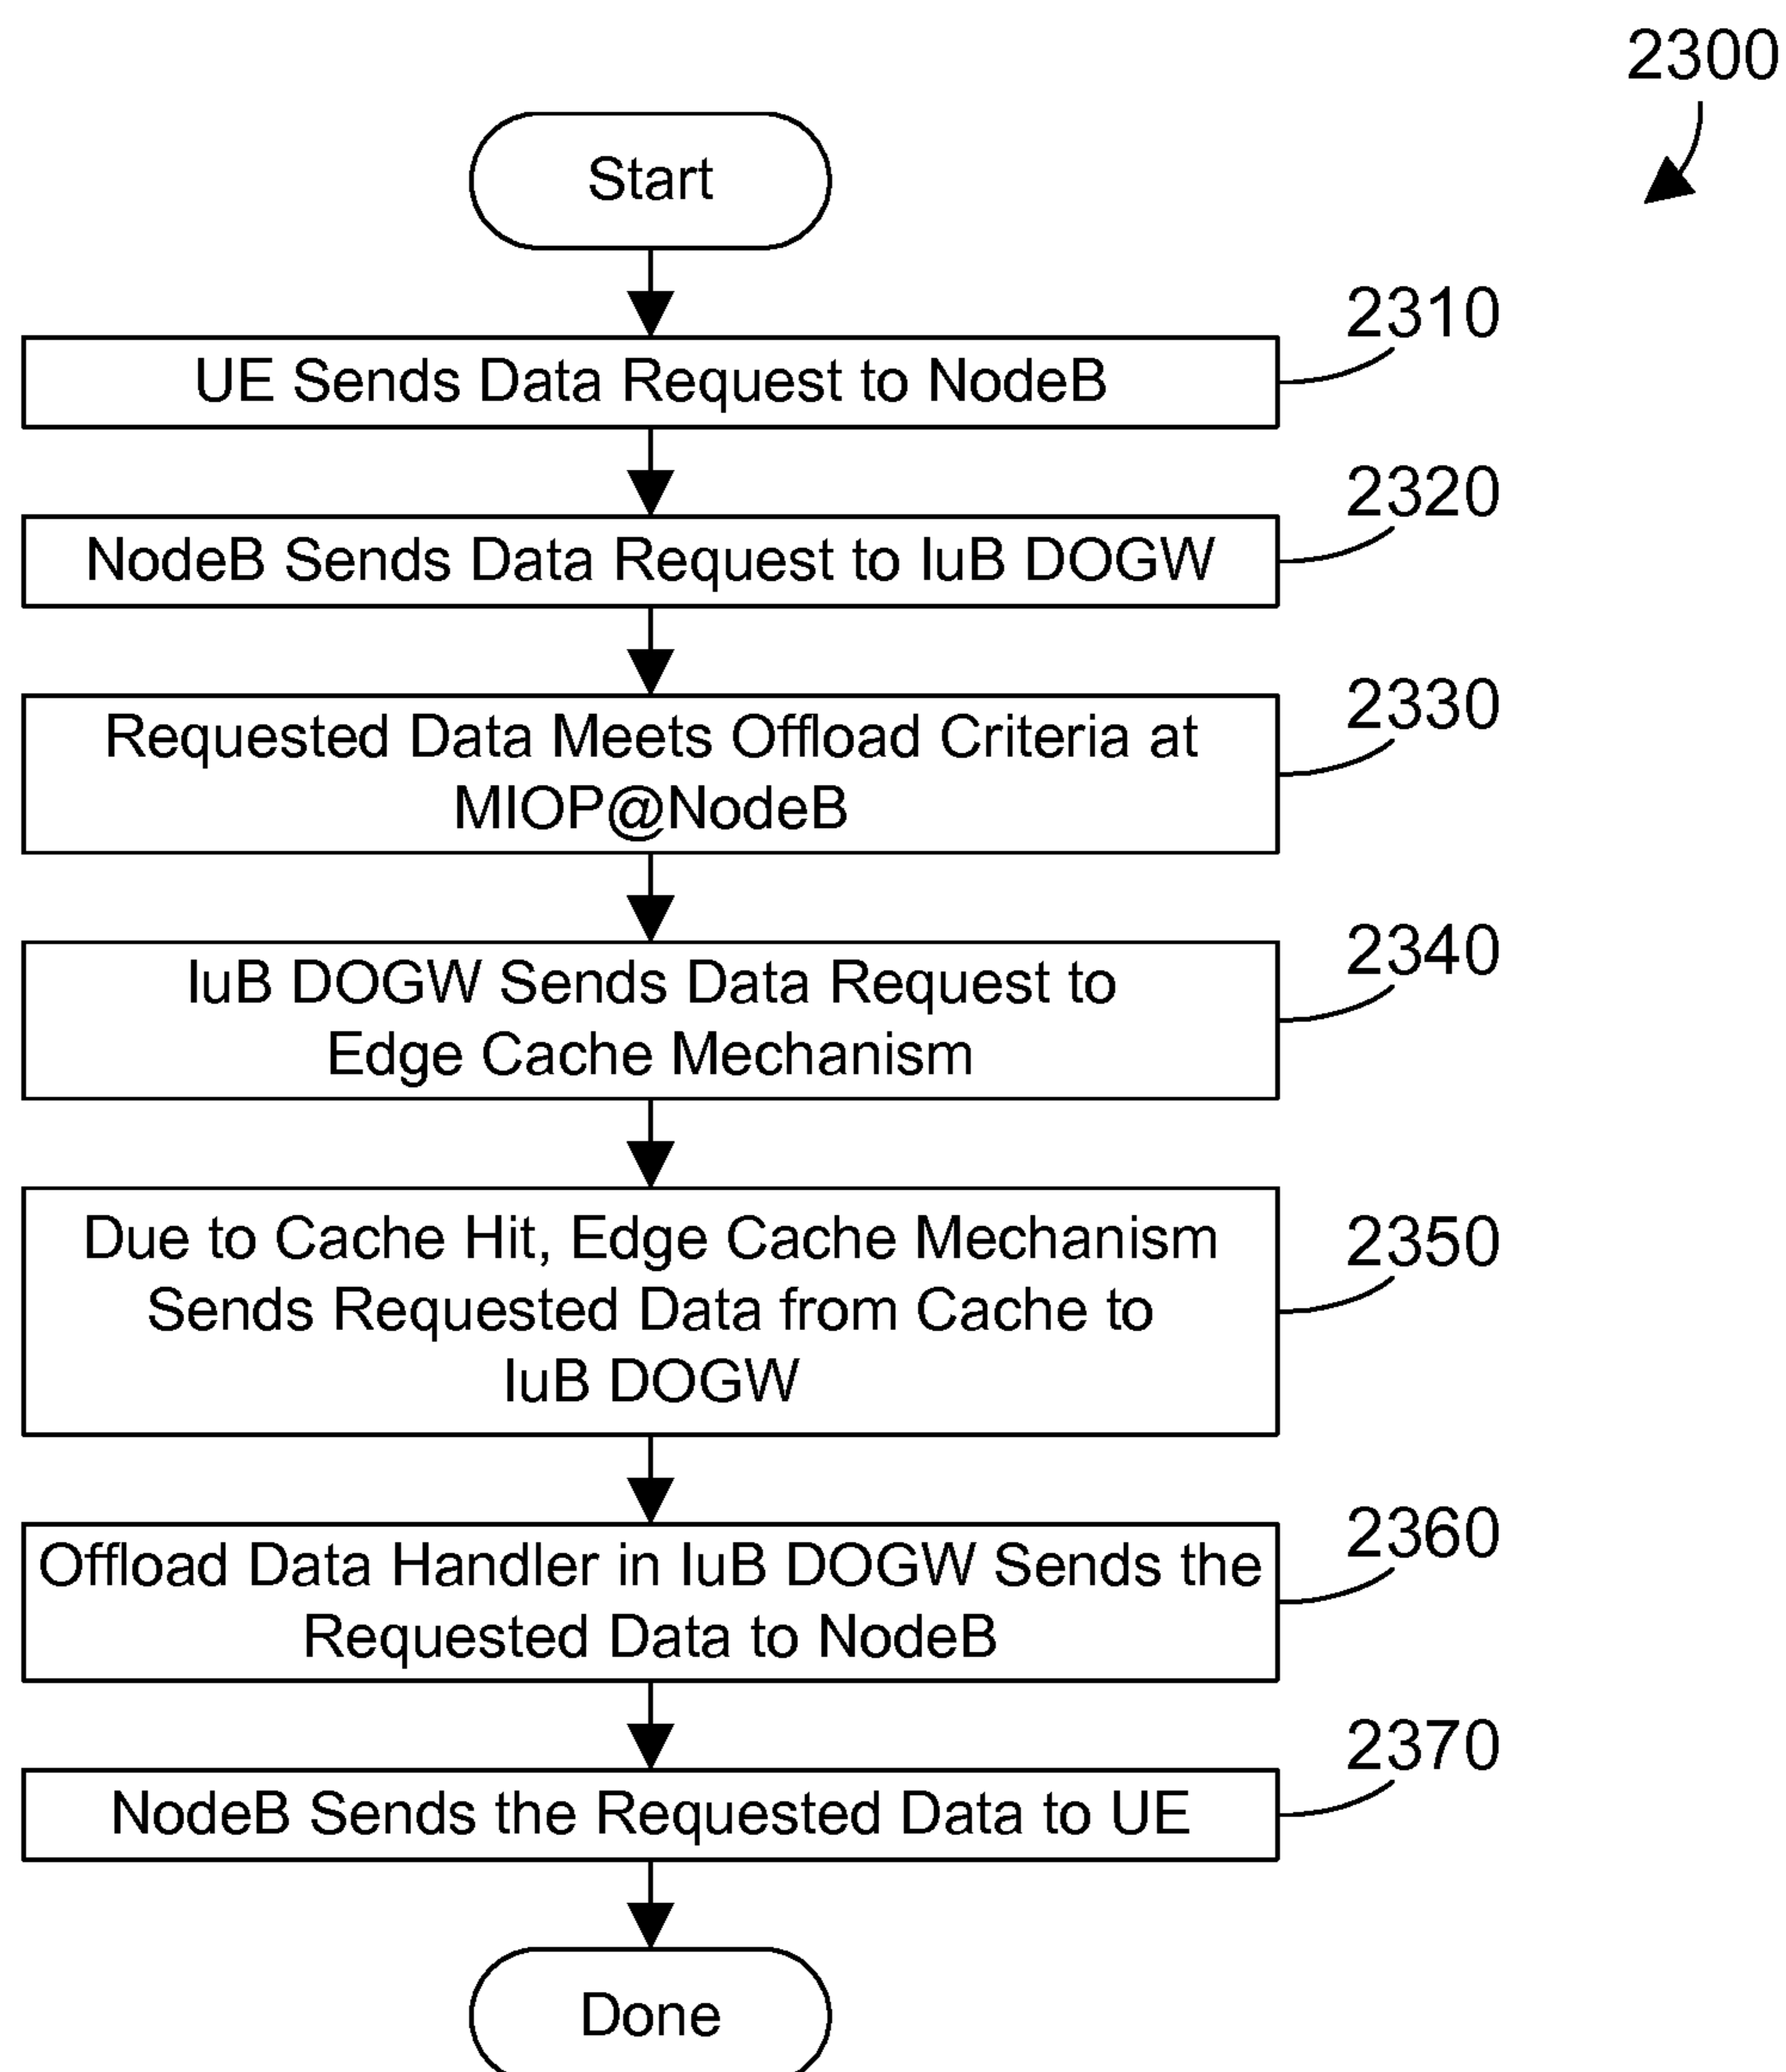 2300
Start
2310
UE Sends Data Request to NodeB
2320
NodeB Sends Data Request to IuB DOGW
2330
Requested Data Meets Offload Criteria at
MIOP@NodeB
2340
IuB DOGW Sends Data Request to
Edge Cache Mechanism
2350
Due to Cache Hit, Edge Cache Mechanism
Sends Requested Data from Cache to
IuB DOGW
2360
Offload Data Handler in IuB DOGW Sends the
Requested Data to NodeB
2370
NodeB Sends the Requested Data to UE
Done